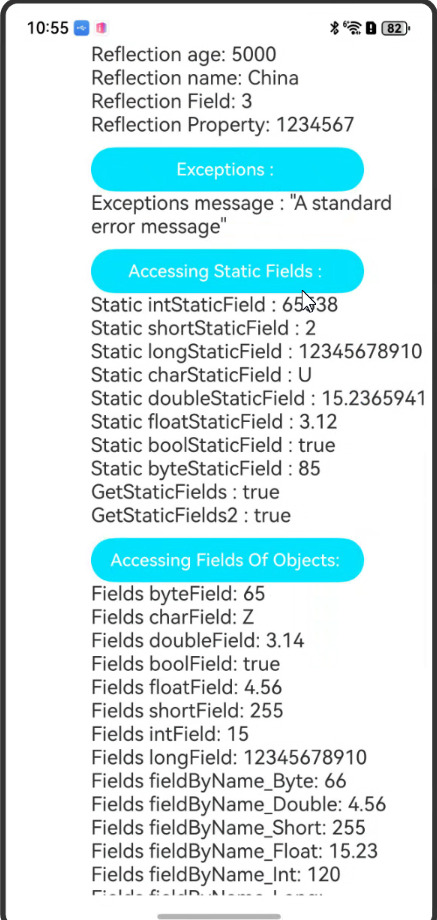 10:55
82
Reflection age: 5000
Reflection name: China
Reflection Field: 3
Reflection Property: 1234567
Exceptions :
Exceptions message : "A standard
error message"
Accessing Static Fields :
Static intStaticField :
Static shortStaticField : 2
Static longStaticField : 12345678910
Static charStaticField : U
Static doubleStaticField : 15.2365941
Static floatStaticField : 3.12
Static boolStaticField : true
Static byteStaticField : 85
GetStaticFields : true
GetStaticFields2 : true
Accessing Fields Of Objects:
Fields byteField: 65
Fields charField: Z
Fields doubleField: 3.14
Fields boolField: true
Fields floatField: 4.56
Fields shortField: 255
Fields intField: 15
Fields longField: 12345678910
Fields fieldByName_Byte: 66
Fields fieldByName_Double: 4.56
Fields fieldByName_Short: 255
Fields fieldByName_Float: 15.23
Fields fieldByName_Int: 120